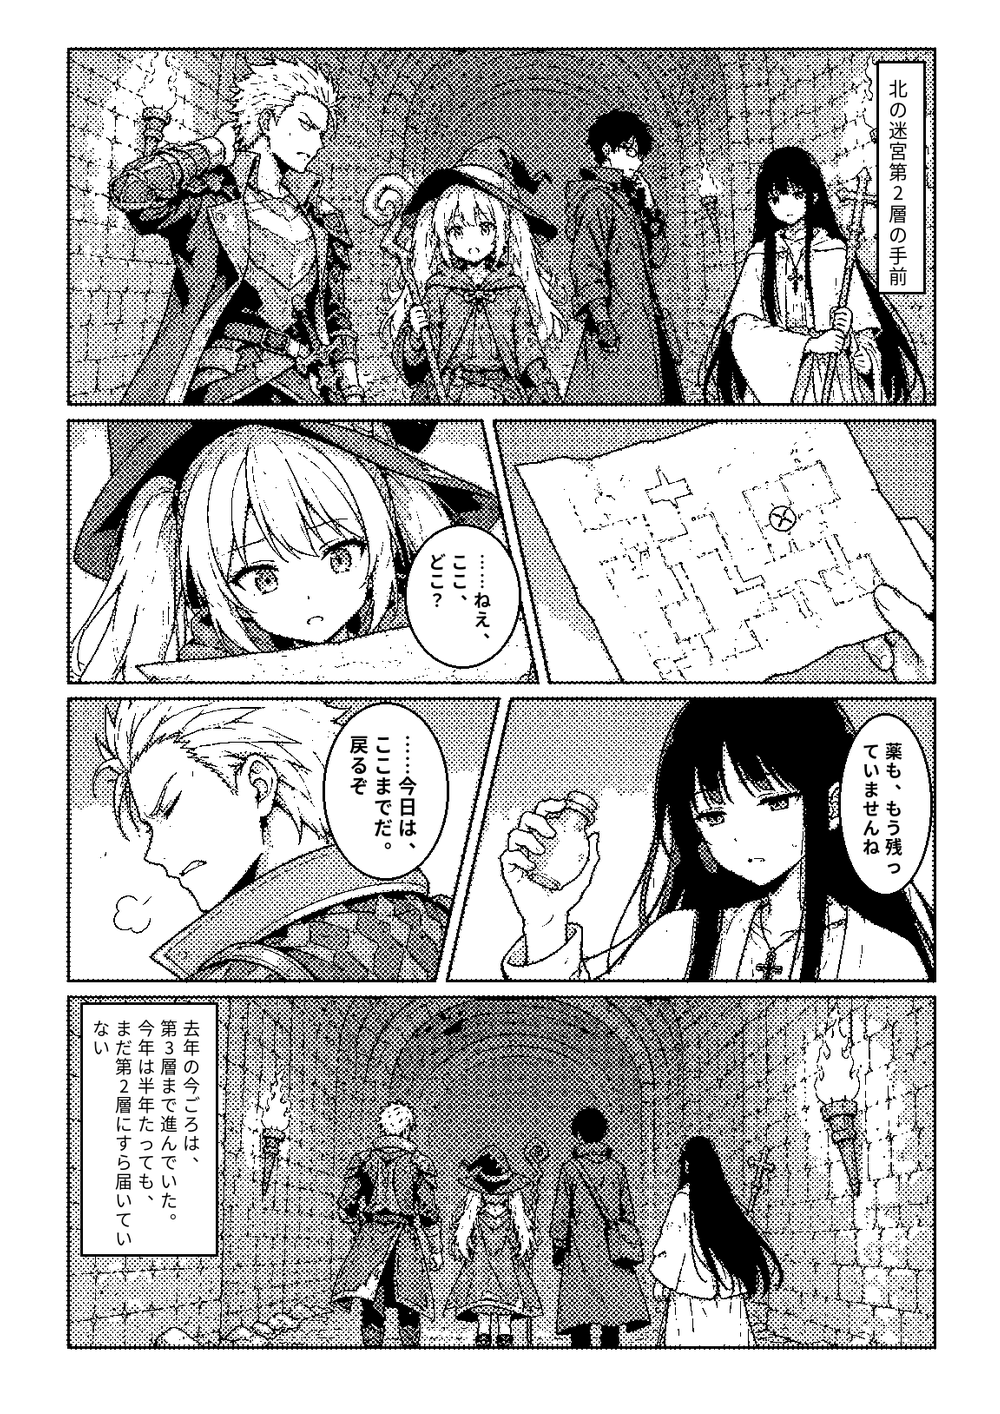 北の迷宮第2層の手前
……ねえ、
ここ、
どこ？
薬も、もう残っ
ていませんね
……今日は、
ここまでだ。
戻るぞ
去年の今ごろは、
第3層まで進んでいた。
今年は半年たっても、
まだ第2層にすら届いてい
ない